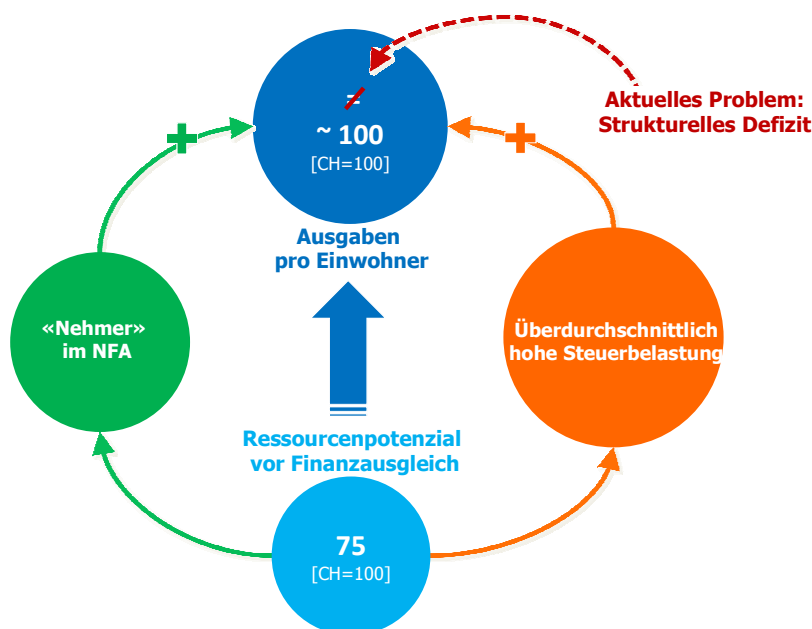 =
~ 100
[CH=100]
Aktuelles Problem:
Strukturelles Defizit
Ausgaben
pro Einwohner
«Nehmer»
im NFA
Überdurchschnittlich
hohe Steuerbelastung
Ressourcenpotenzial
vor Finanzausgleich
75
[CH=100]